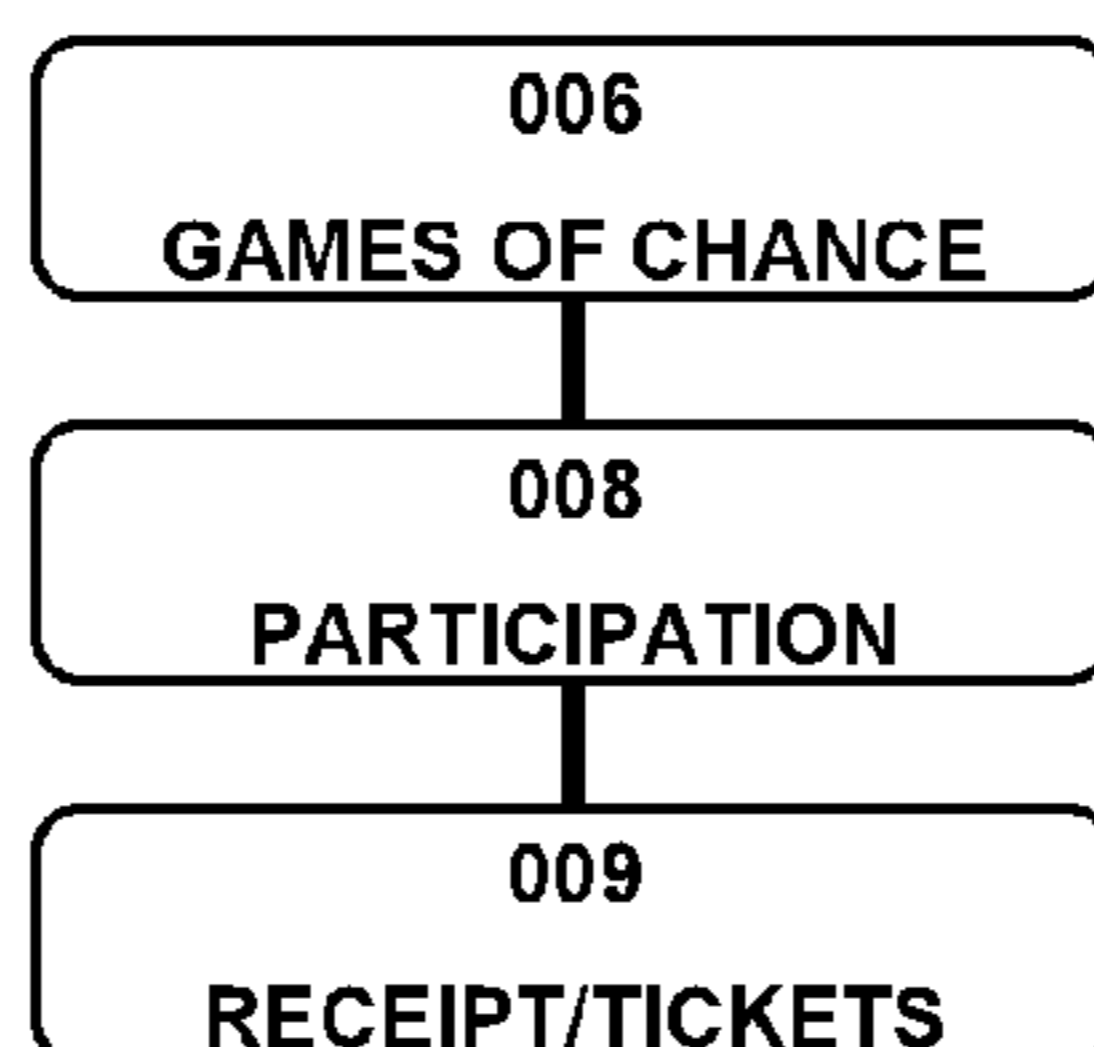 006
GAMES OF CHANCE
008
PARTICIPATION
009
RECEIPT/TICKETS